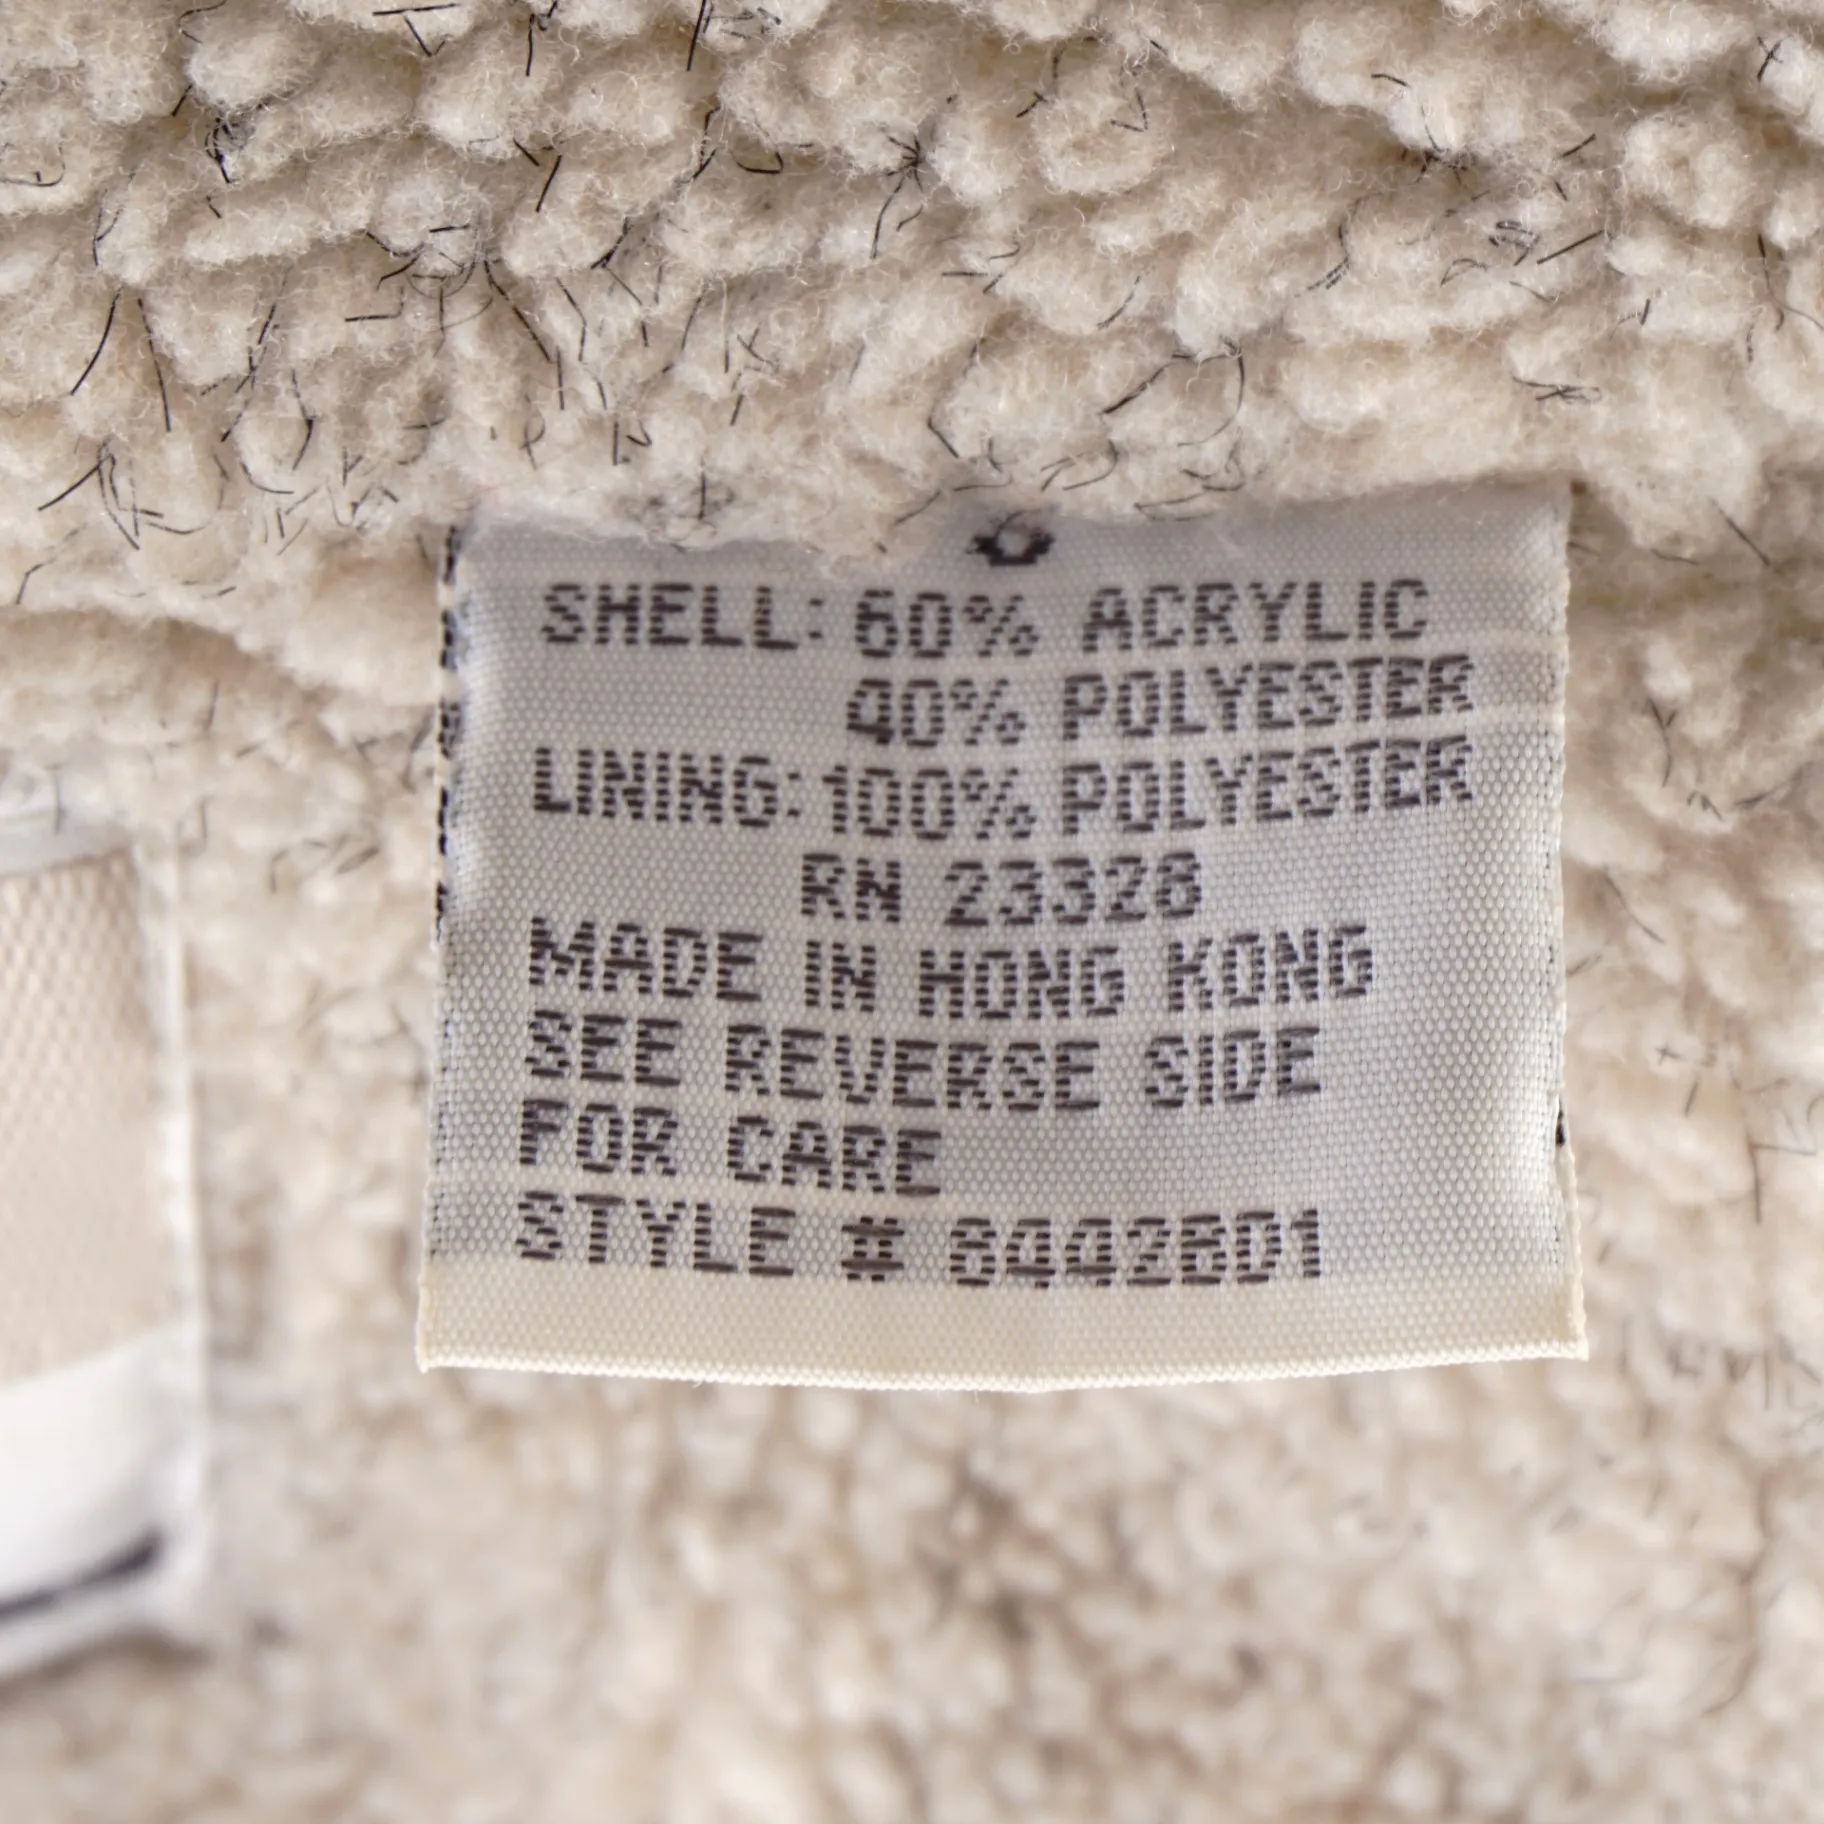 SHELL: 60% ACRYLIC
40% POLYESTER
LINING: 100% POLYESTER
RN 23328
MADE IN HONG KONG
SEE REVERSE SIDE
FOR CARE
STYLE # 8442BD1